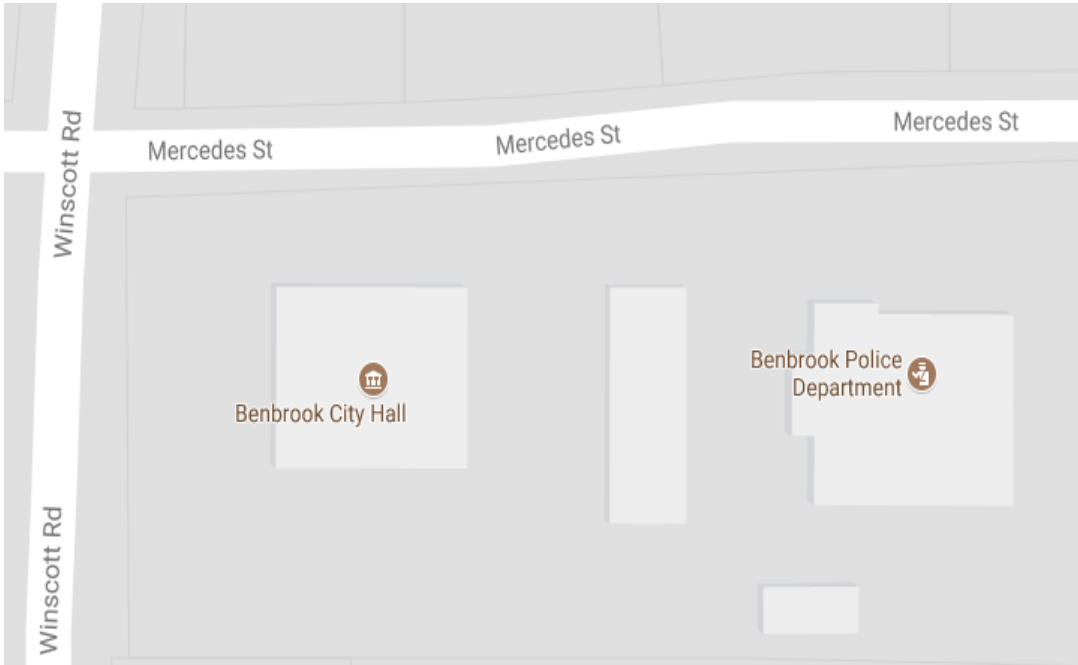 Winscott Rd
Mercedes St
Mercedes St
Mercedes St
Benbrook City Hall
Benbrook Police
Department
Winscott Rd